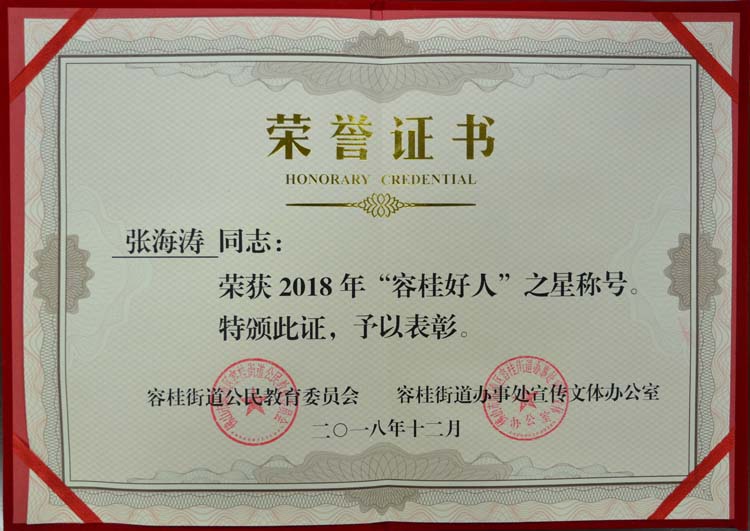 荣誉证书
HONORARY CREDENTIAL
张海涛 同志：
荣获 2018 年“容桂好人”之星称号。
特颁此证，予以表彰。
容桂街道公民教育委员会 容桂街道办事处宣传文体办公室
二〇一八年十二月